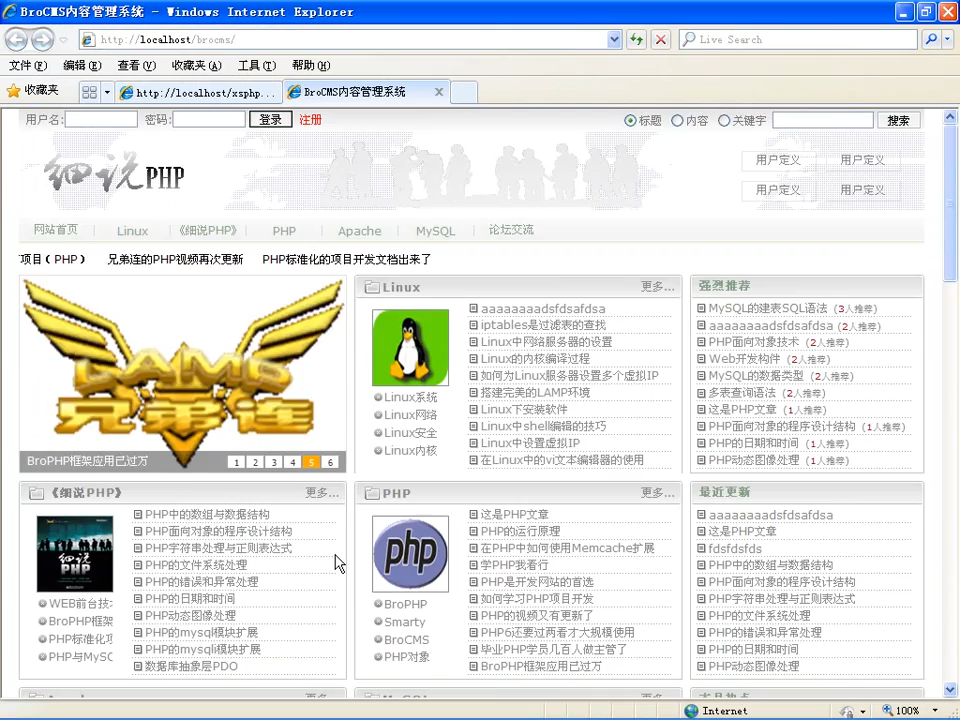 BroCMS内容管理系统 - Windows Internet Explorer
http://localhost/brocms/
Live Search
文件(F) 编辑(E) 查看(V) 收藏夹(A) 工具(T) 帮助(H)
收藏夹
http://localhost/xsphp...
BroCMS内容管理系统
用户名: 密码: 登录 注册
标题 内容 关键字 搜索
细说PHP
用户定义 用户定义
用户定义 用户定义
网站首页 Linux 《细说PHP》 PHP Apache MySQL 论坛交流
项目(PHP) 兄弟连的PHP视频再次更新 PHP标准化的项目开发文档出来了
LAMP
兄弟连
BroPHP框架应用已过万
1 2 3 4 5 6
Linux 更多...
Linux系统
Linux网络
Linux安全
Linux内核
aaaaaaaadsfdsafdsa
iptables是过滤表的查找
Linux中网络服务器的设置
Linux的内核编译过程
如何为Linux服务器设置多个虚拟IP
搭建完美的LAMP环境
Linux下安装软件
Linux中shell编辑的技巧
Linux中设置虚拟IP
在Linux中的vi文本编辑器的使用
强烈推荐
MySQL的建表SQL语法 (3人推荐)
aaaaaaaadsfdsafdsa (2人推荐)
PHP面向对象技术 (2人推荐)
Web开发构件 (2人推荐)
MySQL的数据类型 (2人推荐)
多表查询语法 (2人推荐)
这是PHP文章 (1人推荐)
PHP面向对象的程序设计结构 (1人推荐)
PHP的日期和时间 (1人推荐)
PHP动态图像处理 (1人推荐)
《细说PHP》 更多...
细说
PHP
WEB前台技
BroPHP框架
PHP标准化项
PHP与MySC
PHP中的数组与数据结构
PHP面向对象的程序设计结构
PHP字符串处理与正则表达式
PHP的文件系统处理
PHP的错误和异常处理
PHP的日期和时间
PHP动态图像处理
PHP的mysql模块扩展
PHP的mysqli模块扩展
数据库抽象层PDO
PHP 更多...
php
BroPHP
Smarty
BroCMS
PHP对象
这是PHP文章
PHP的运行原理
在PHP中如何使用Memcache扩展
学PHP我看行
PHP是开发网站的首选
如何学习PHP项目开发
PHP的视频又有更新了
PHP6还要过两看才大规模使用
毕业PHP学员几百人做主管了
BroPHP框架应用已过万
最近更新
aaaaaaaadsfdsafdsa
这是PHP文章
fdsfdsfds
PHP中的数组与数据结构
PHP面向对象的程序设计结构
PHP字符串处理与正则表达式
PHP的文件系统处理
PHP的错误和异常处理
PHP的日期和时间
PHP动态图像处理
Internet
100%